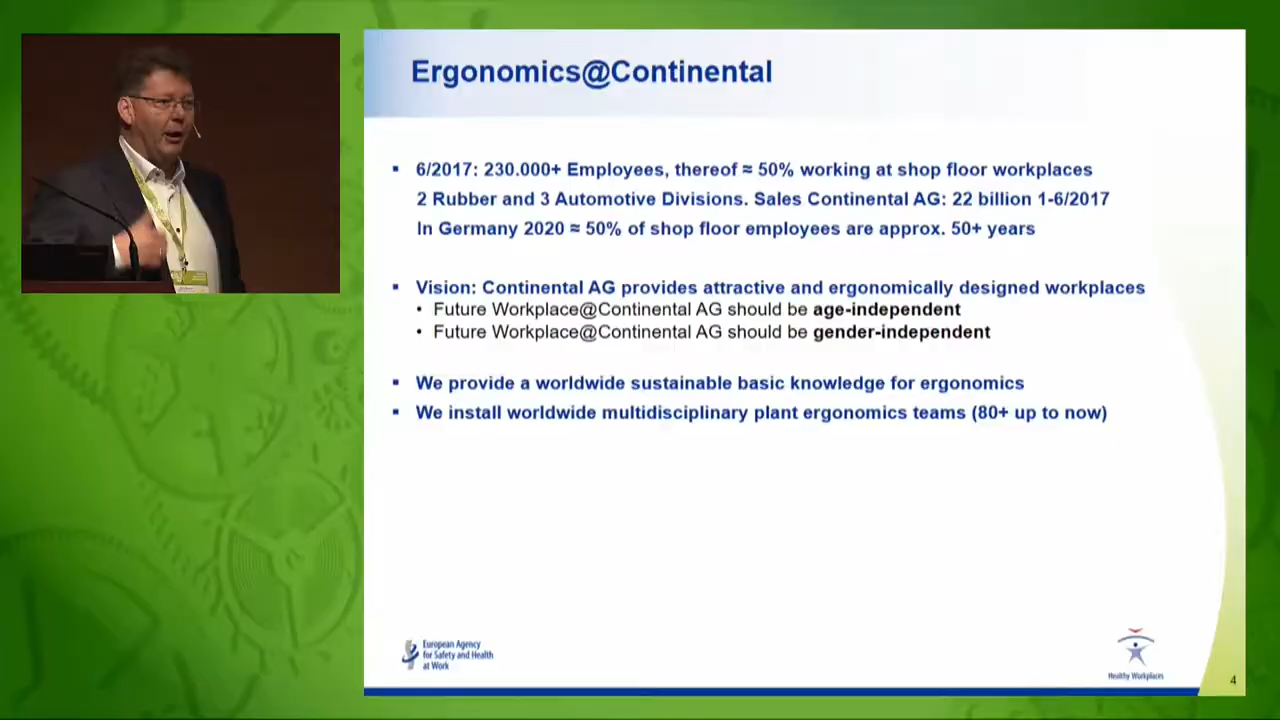 Ergonomics@Continental
▪ 6/2017: 230.000+ Employees, thereof ≈ 50% working at shop floor workplaces
2 Rubber and 3 Automotive Divisions. Sales Continental AG: 22 billion 1-6/2017
In Germany 2020 ≈ 50% of shop floor employees are approx. 50+ years
▪ Vision: Continental AG provides attractive and ergonomically designed workplaces
• Future Workplace@Continental AG should be age-independent
• Future Workplace@Continental AG should be gender-independent
▪ We provide a worldwide sustainable basic knowledge for ergonomics
▪ We install worldwide multidisciplinary plant ergonomics teams (80+ up to now)
European Agency
for Safety and Health
at Work
Healthy Workplaces
4